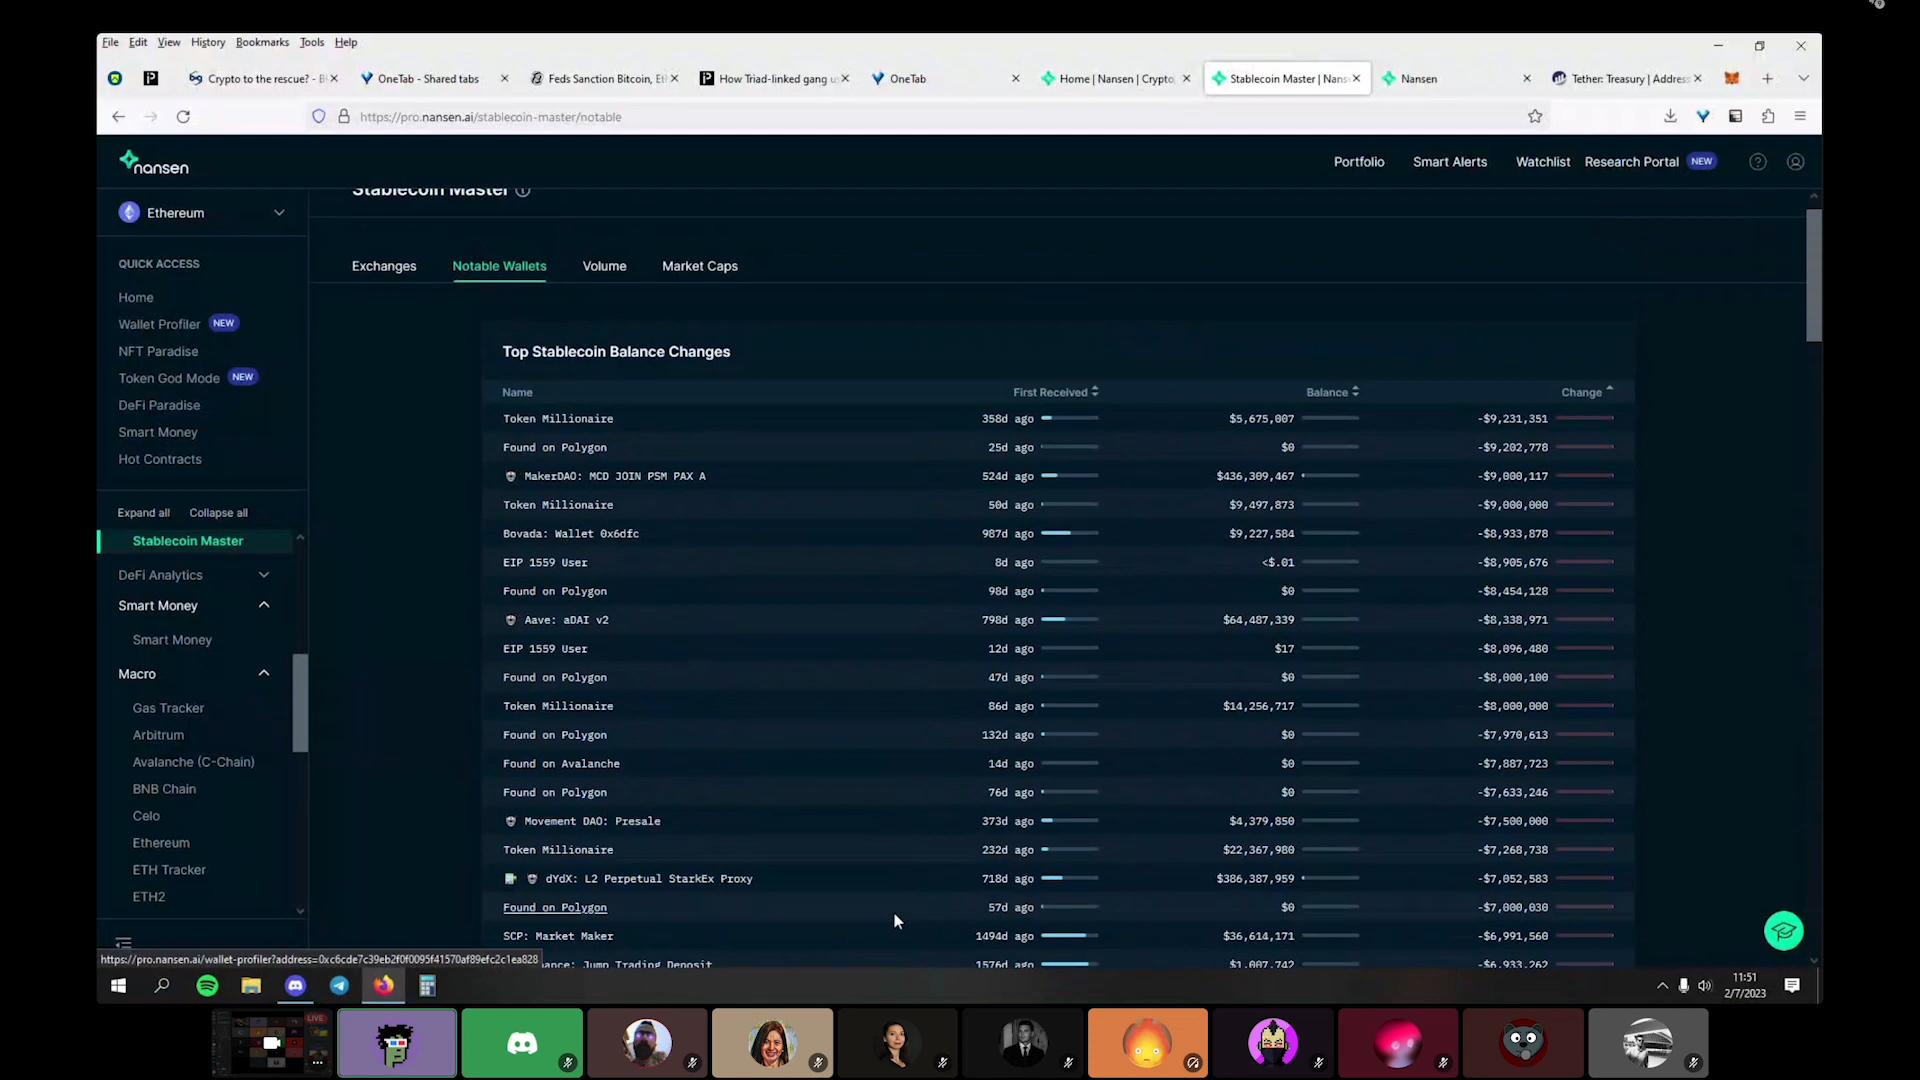 File Edit View History Bookmarks Tools Help
Crypto to the rescue? - B
OneTab - Shared tabs
Feds Sanction Bitcoin, Et
How Triad-linked gang u
OneTab
Home | Nansen | Crypto
Stablecoin Master | Nans
Nansen
Tether: Treasury | Addres
https://pro.nansen.ai/stablecoin-master/notable
nansen
Portfolio Smart Alerts Watchlist Research Portal NEW
Ethereum
Stablecoin Master
QUICK ACCESS
Home
Wallet Profiler NEW
NFT Paradise
Token God Mode NEW
DeFi Paradise
Smart Money
Hot Contracts
Expand all Collapse all
Stablecoin Master
DeFi Analytics
Smart Money
Smart Money
Macro
Gas Tracker
Arbitrum
Avalanche (C-Chain)
BNB Chain
Celo
Ethereum
ETH Tracker
ETH2
Exchanges Notable Wallets Volume Market Caps
Top Stablecoin Balance Changes
Name First Received Balance Change
Token Millionaire 358d ago $5,675,007 -$9,231,351
Found on Polygon 25d ago $0 -$9,202,778
MakerDAO: MCD JOIN PSM PAX A 524d ago $436,309,467 -$9,000,117
Token Millionaire 50d ago $9,497,873 -$9,000,000
Bovada: Wallet 0x6dfc 987d ago $9,227,584 -$8,933,878
EIP 1559 User 8d ago <$.01 -$8,905,676
Found on Polygon 98d ago $0 -$8,454,128
Aave: aDAI v2 798d ago $64,487,339 -$8,338,971
EIP 1559 User 12d ago $17 -$8,096,480
Found on Polygon 47d ago $0 -$8,000,100
Token Millionaire 86d ago $14,256,717 -$8,000,000
Found on Polygon 132d ago $0 -$7,970,613
Found on Avalanche 14d ago $0 -$7,887,723
Found on Polygon 76d ago $0 -$7,633,246
Movement DAO: Presale 373d ago $4,379,850 -$7,500,000
Token Millionaire 232d ago $22,367,980 -$7,268,738
dYdX: L2 Perpetual StarkEx Proxy 718d ago $386,387,959 -$7,052,583
Found on Polygon 57d ago $0 -$7,000,030
SCP: Market Maker 1494d ago $36,614,171 -$6,991,560
nance: Jump Trading Deposit 1576d ago $1,007,742 -$6,933,262
https://pro.nansen.ai/wallet-profiler?address=0xc6cde7c39eb2f0f0095f41570af89efc2c1ea828
11:51
2/7/2023
LIVE